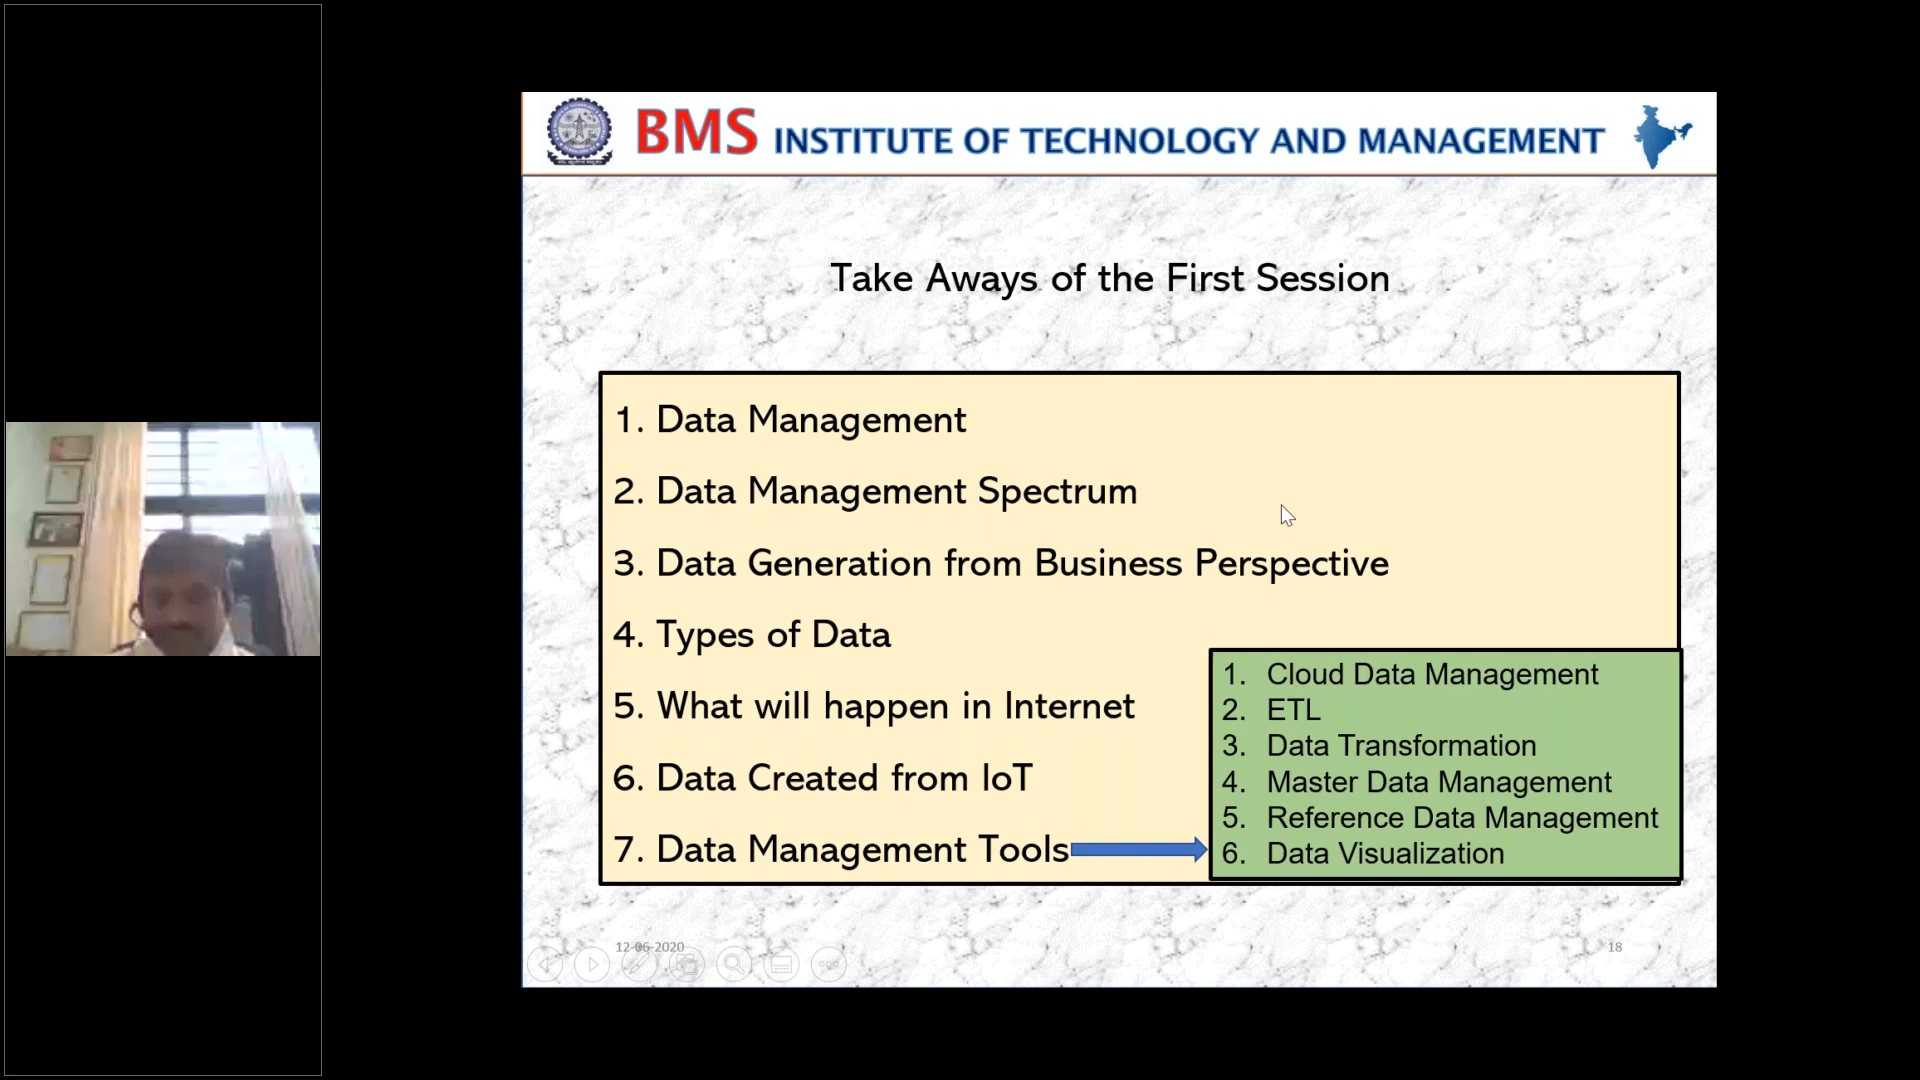 BMS INSTITUTE OF TECHNOLOGY AND MANAGEMENT
Take Aways of the First Session
1. Data Management
2. Data Management Spectrum
3. Data Generation from Business Perspective
4. Types of Data
5. What will happen in Internet
6. Data Created from IoT
7. Data Management Tools
1. Cloud Data Management
2. ETL
3. Data Transformation
4. Master Data Management
5. Reference Data Management
6. Data Visualization
12-06-2020
18